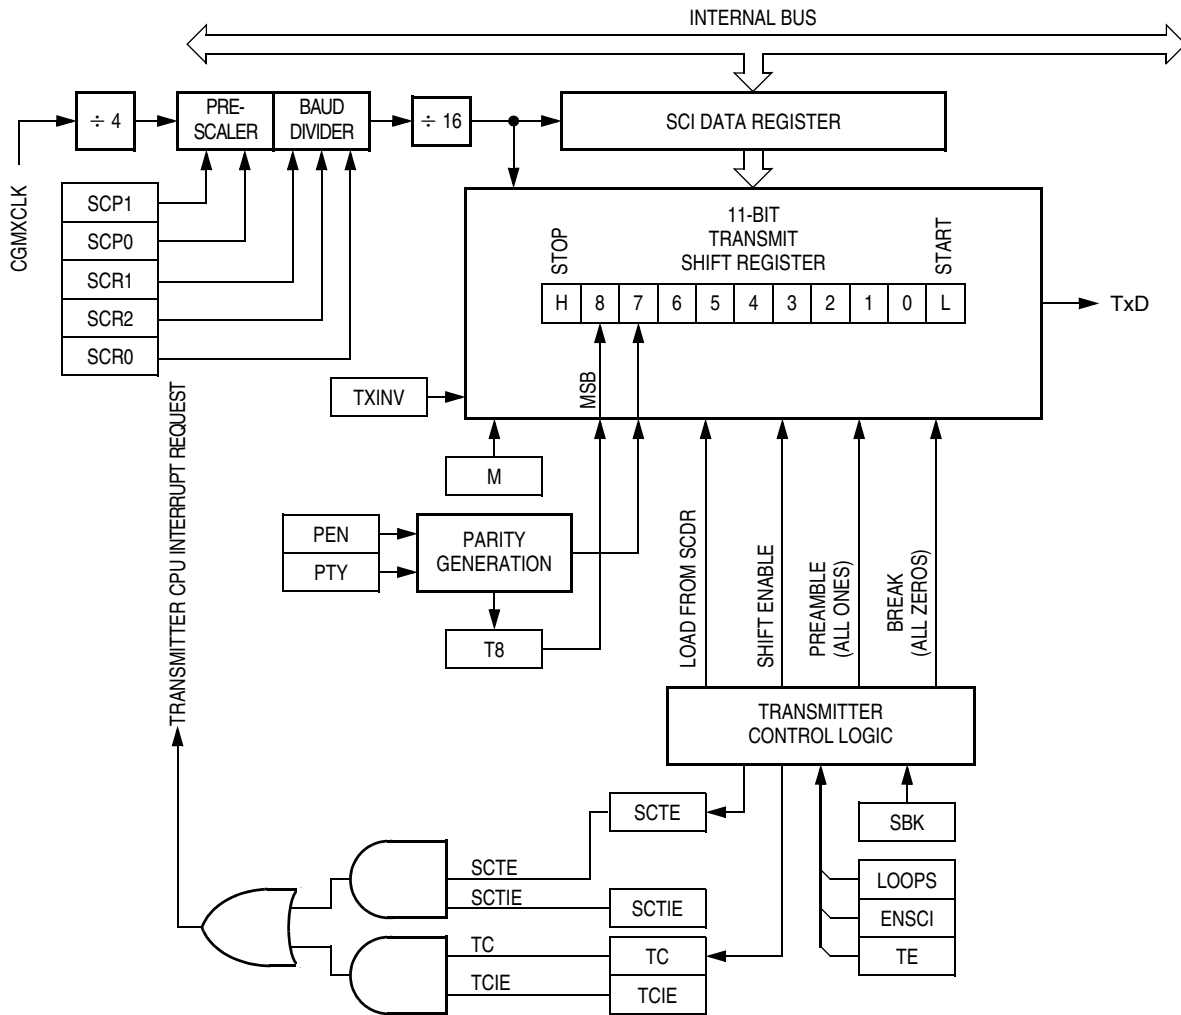 INTERNAL BUS
÷ 4
PRE-
SCALER
BAUD
DIVIDER
÷ 16
SCI DATA REGISTER
CGMXCLK
SCP1
SCP0
SCR1
SCR2
SCR0
11-BIT
TRANSMIT
SHIFT REGISTER
STOP
START
H 8 7 6 5 4 3 2 1 0 L
TxD
MSB
TXINV
M
PEN
PTY
PARITY
GENERATION
T8
LOAD FROM SCDR
SHIFT ENABLE
PREAMBLE
(ALL ONES)
BREAK
(ALL ZEROS)
TRANSMITTER CPU INTERRUPT REQUEST
TRANSMITTER
CONTROL LOGIC
SCTE
SBK
SCTE
SCTIE
SCTIE
LOOPS
ENSCI
TE
TC
TC
TCIE
TCIE